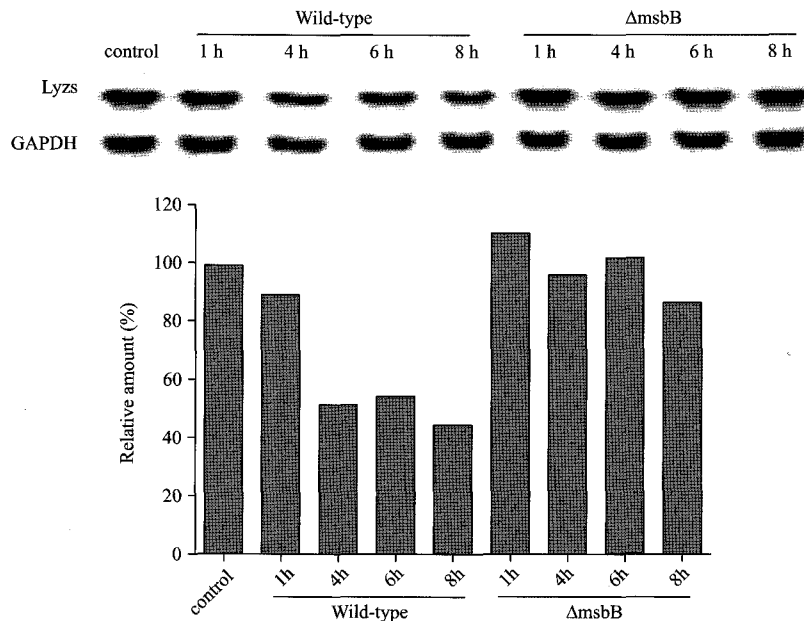 Wild-type ΔmsbB
control 1 h 4 h 6 h 8 h 1 h 4 h 6 h 8 h
Lyzs
GAPDH
120
100
80
60
40
20
0
Relative amount (%)
control 1h 4h 6h 8h 1h 4h 6h 8h
Wild-type ΔmsbB